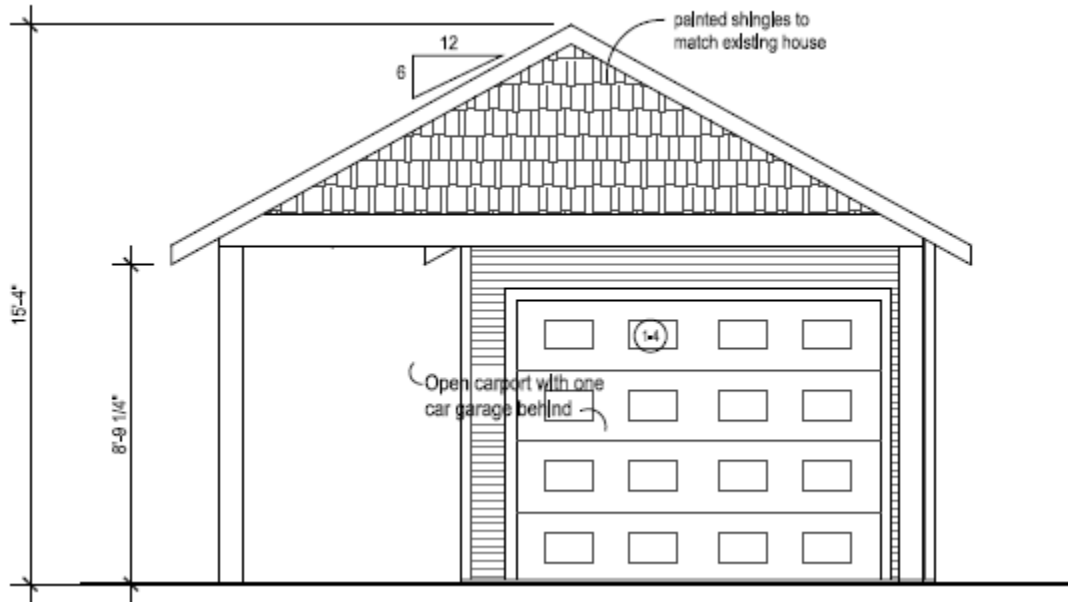 painted shingles to
match existing house
12
6
15'-4"
8'-9 1/4"
1-4
Open carport with one
car garage behind